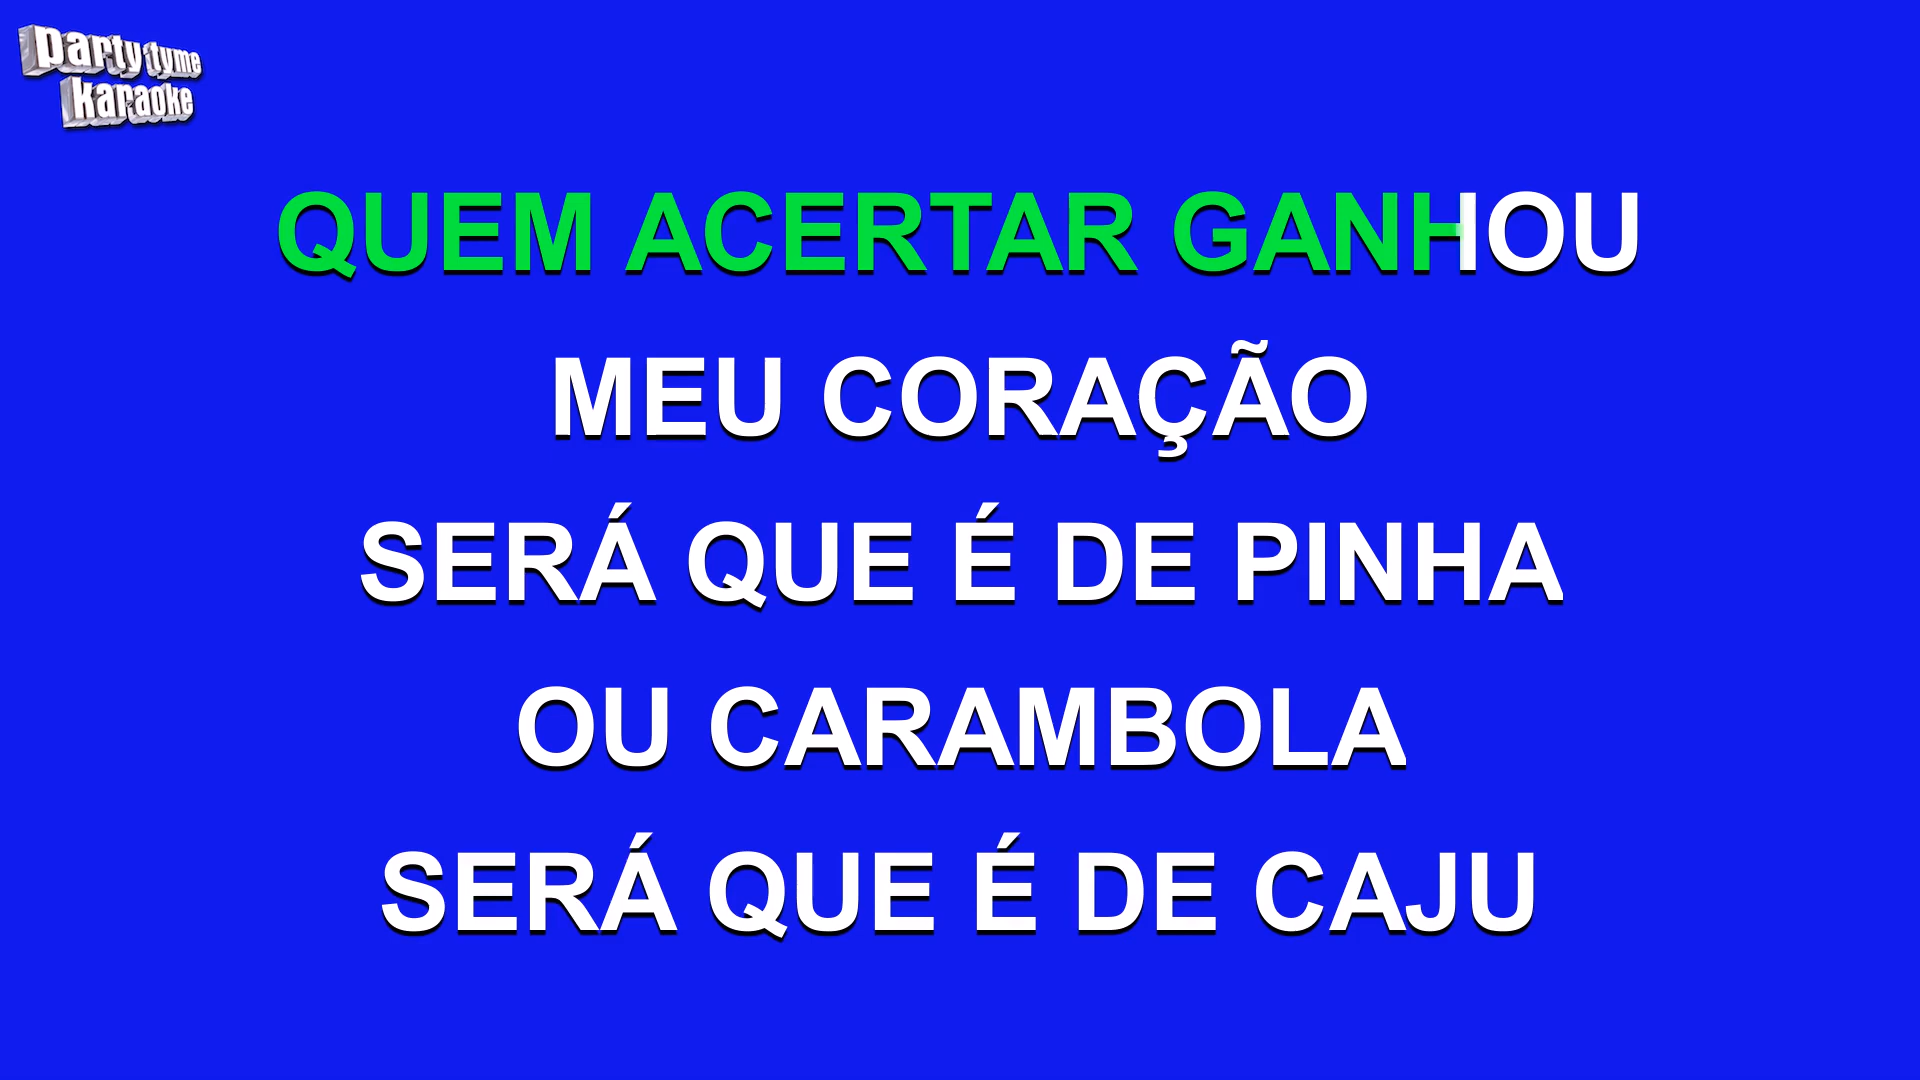 party tyme
karaoke
QUEM ACERTAR GANHOU
MEU CORAÇÃO
SERÁ QUE É DE PINHA
OU CARAMBOLA
SERÁ QUE É DE CAJU